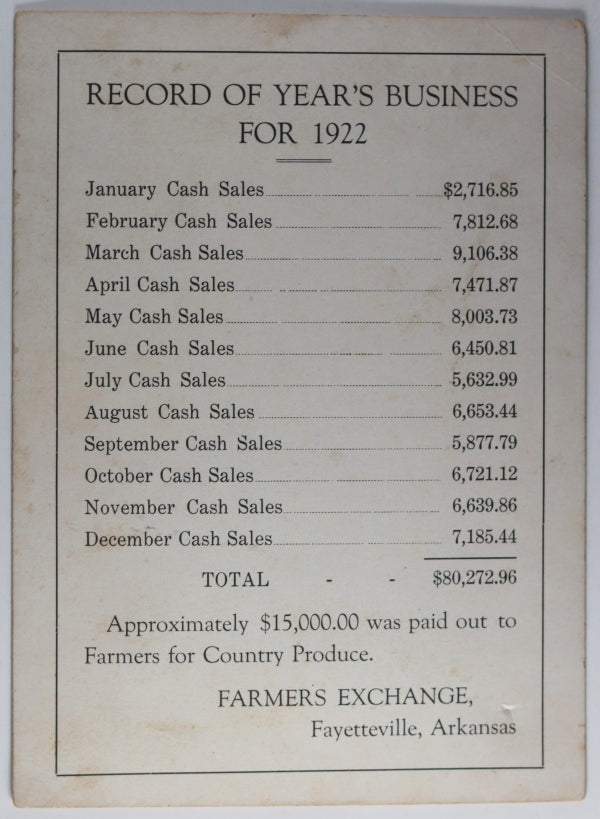 RECORD OF YEAR'S BUSINESS
FOR 1922
January Cash Sales $2,716.85
February Cash Sales 7,812.68
March Cash Sales 9,106.38
April Cash Sales 7,471.87
May Cash Sales 8,003.73
June Cash Sales 6,450.81
July Cash Sales 5,632.99
August Cash Sales 6,653.44
September Cash Sales 5,877.79
October Cash Sales 6,721.12
November Cash Sales 6,639.86
December Cash Sales 7,185.44
TOTAL - - $80,272.96
Approximately $15,000.00 was paid out to
Farmers for Country Produce.
FARMERS EXCHANGE,
Fayetteville, Arkansas